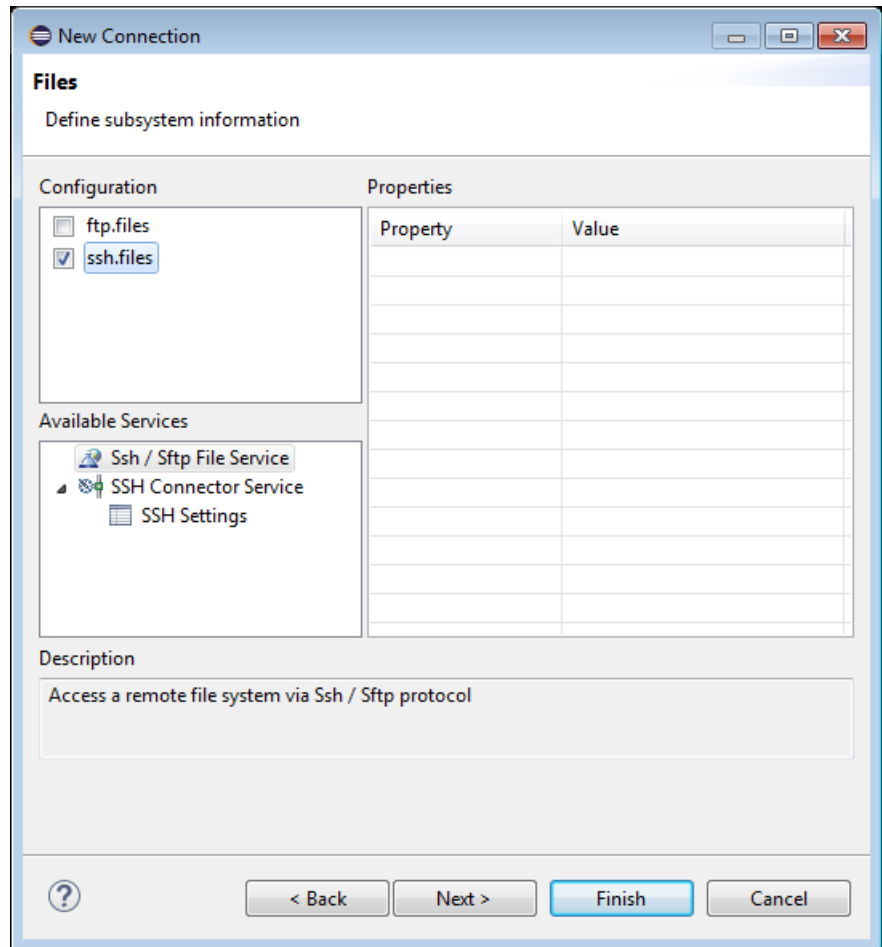 New Connection
Files
Define subsystem information
Configuration
ftp.files
ssh.files
Properties
Property Value
Available Services
Ssh / Sftp File Service
SSH Connector Service
SSH Settings
Description
Access a remote file system via Ssh / Sftp protocol
? < Back Next > Finish Cancel